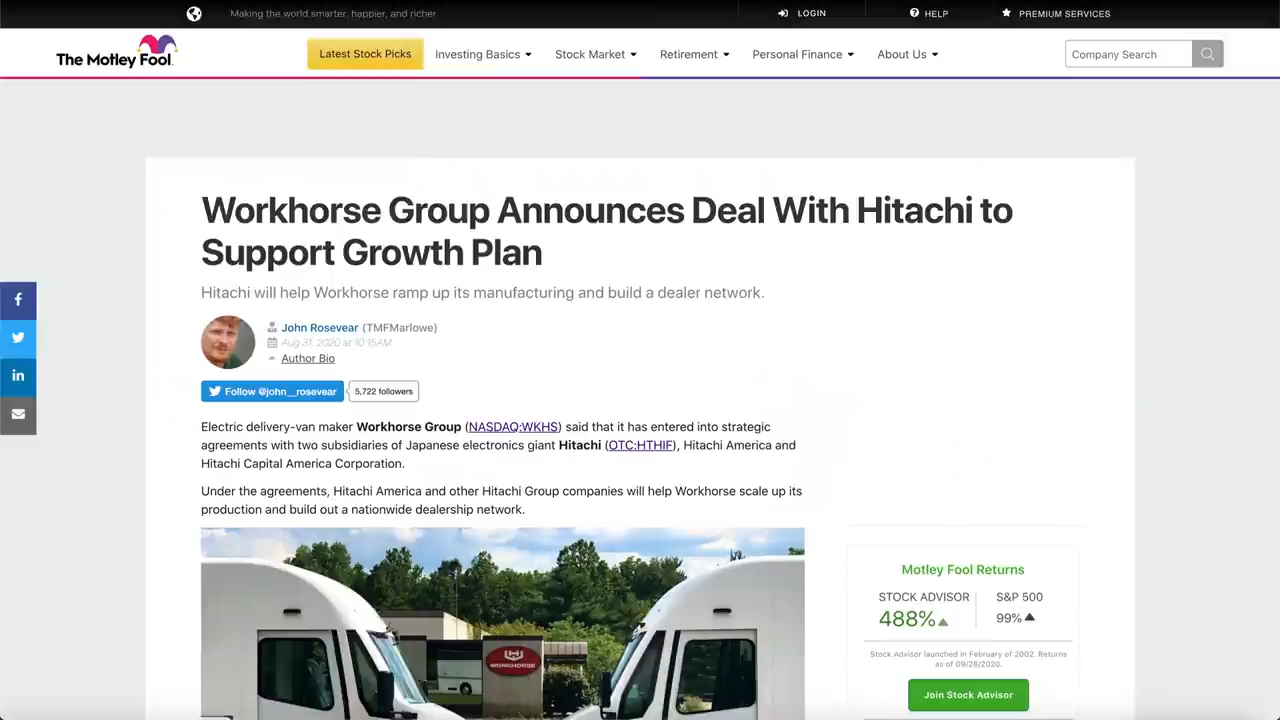 Making the world smarter, happier, and richer
LOGIN
HELP
PREMIUM SERVICES
The Motley Fool.
Latest Stock Picks
Investing Basics
Stock Market
Retirement
Personal Finance
About Us
Company Search
Workhorse Group Announces Deal With Hitachi to
Support Growth Plan
Hitachi will help Workhorse ramp up its manufacturing and build a dealer network.
John Rosevear (TMFMarlowe)
Aug 31, 2020 at 10:15AM
Author Bio
Follow @john__rosevear
5,722 followers
Electric delivery-van maker Workhorse Group (NASDAQ:WKHS) said that it has entered into strategic
agreements with two subsidiaries of Japanese electronics giant Hitachi (OTC:HTHIF), Hitachi America and
Hitachi Capital America Corporation.
Under the agreements, Hitachi America and other Hitachi Group companies will help Workhorse scale up its
production and build out a nationwide dealership network.
WORKHORSE
Motley Fool Returns
STOCK ADVISOR
S&P 500
488%
99%
Stock Advisor launched in February of 2002. Returns
as of 09/28/2020.
Join Stock Advisor